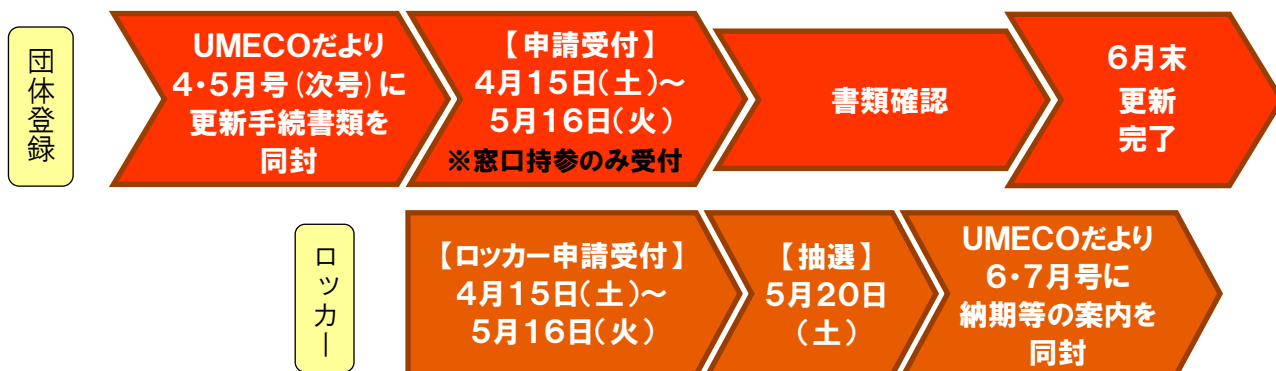 団体登録
UMECOだより
4・5月号(次号)に
更新手続書類を
同封
【申請受付】
4月15日(土)～
5月16日(火)
※窓口持参のみ受付
書類確認
6月末
更新
完了
ロッカー
【ロッカー申請受付】
4月15日(土)～
5月16日(火)
【抽選】
5月20日
(土)
UMECOだより
6・7月号に
納期等の案内を
同封